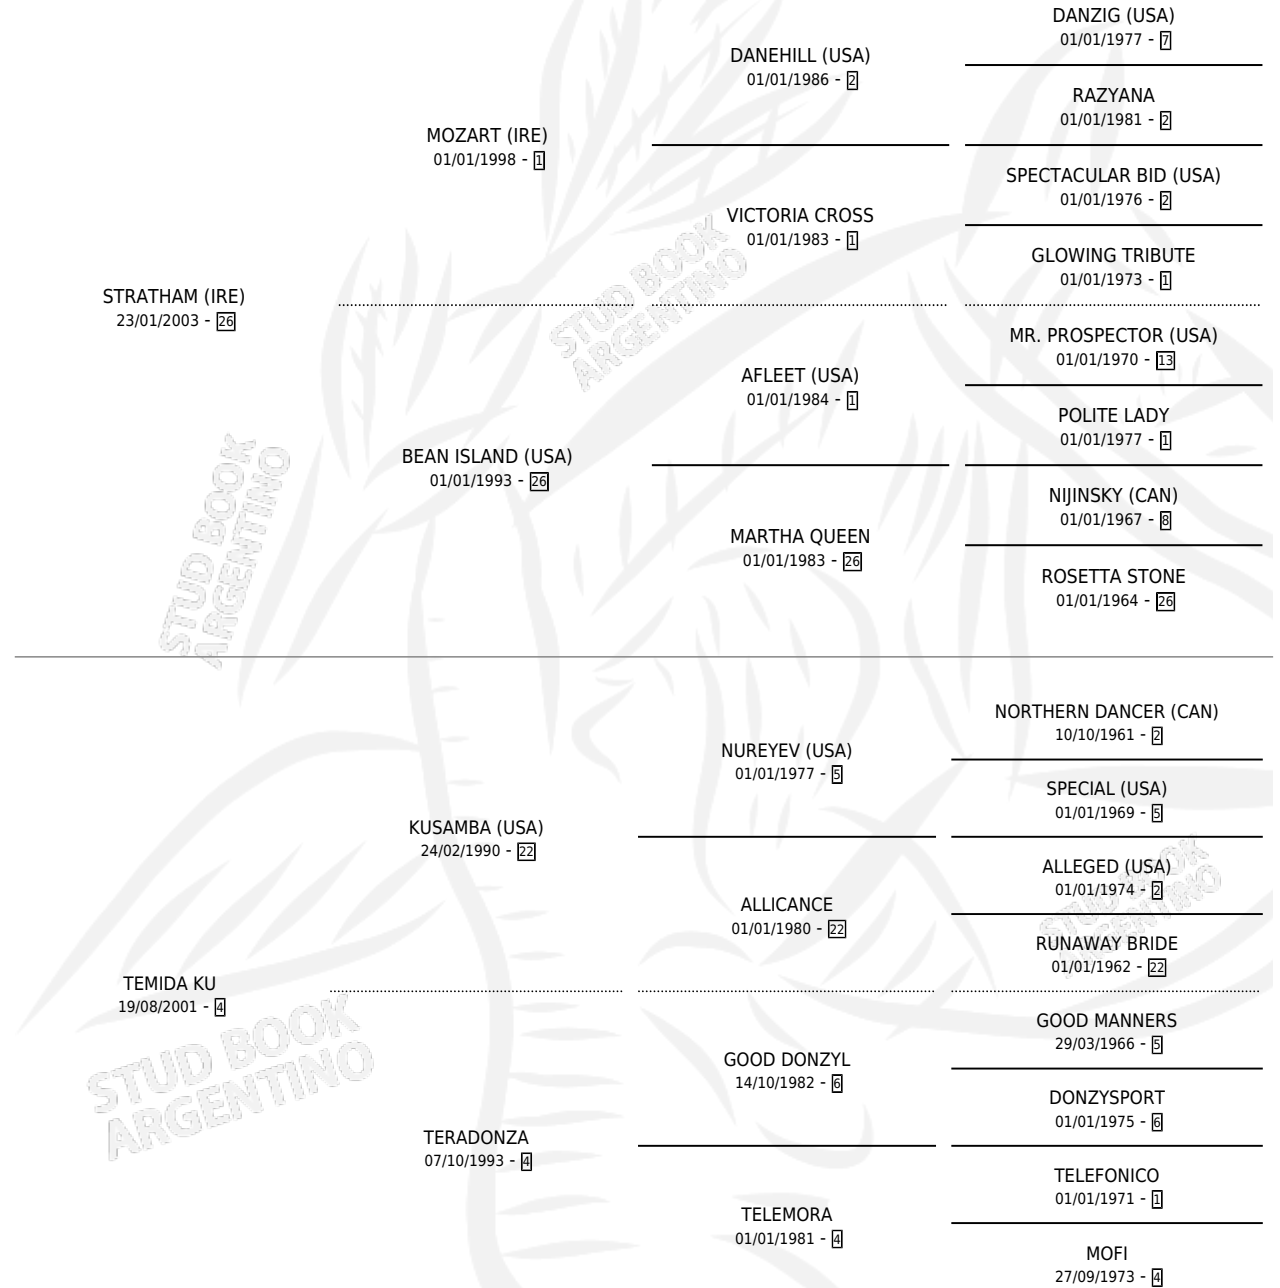 STRATHAM (IRE)
23/01/2003 - 26
MOZART (IRE)
01/01/1998 - 1
DANEHILL (USA)
01/01/1986 - 2
DANZIG (USA)
01/01/1977 - 7
RAZYANA
01/01/1981 - 2
VICTORIA CROSS
01/01/1983 - 1
SPECTACULAR BID (USA)
01/01/1976 - 2
GLOWING TRIBUTE
01/01/1973 - 1
BEAN ISLAND (USA)
01/01/1993 - 26
AFLEET (USA)
01/01/1984 - 1
MR. PROSPECTOR (USA)
01/01/1970 - 13
POLITE LADY
01/01/1977 - 1
MARTHA QUEEN
01/01/1983 - 26
NIJINSKY (CAN)
01/01/1967 - 8
ROSETTA STONE
01/01/1964 - 26
TEMIDA KU
19/08/2001 - 4
KUSAMBA (USA)
24/02/1990 - 22
NUREYEV (USA)
01/01/1977 - 5
NORTHERN DANCER (CAN)
10/10/1961 - 2
SPECIAL (USA)
01/01/1969 - 5
ALLICANCE
01/01/1980 - 22
ALLEGED (USA)
01/01/1974 - 2
RUNAWAY BRIDE
01/01/1962 - 22
TERADONZA
07/10/1993 - 4
GOOD DONZYL
14/10/1982 - 6
GOOD MANNERS
29/03/1966 - 5
DONZYSPORT
01/01/1975 - 6
TELEMORA
01/01/1981 - 4
TELEFONICO
01/01/1971 - 1
MOFI
27/09/1973 - 4
STUD BOOK
ARGENTINO
STUD BOOK
ARGENTINO
STUD BOOK
ARGENTINO
STUD BOOK
ARGENTINO